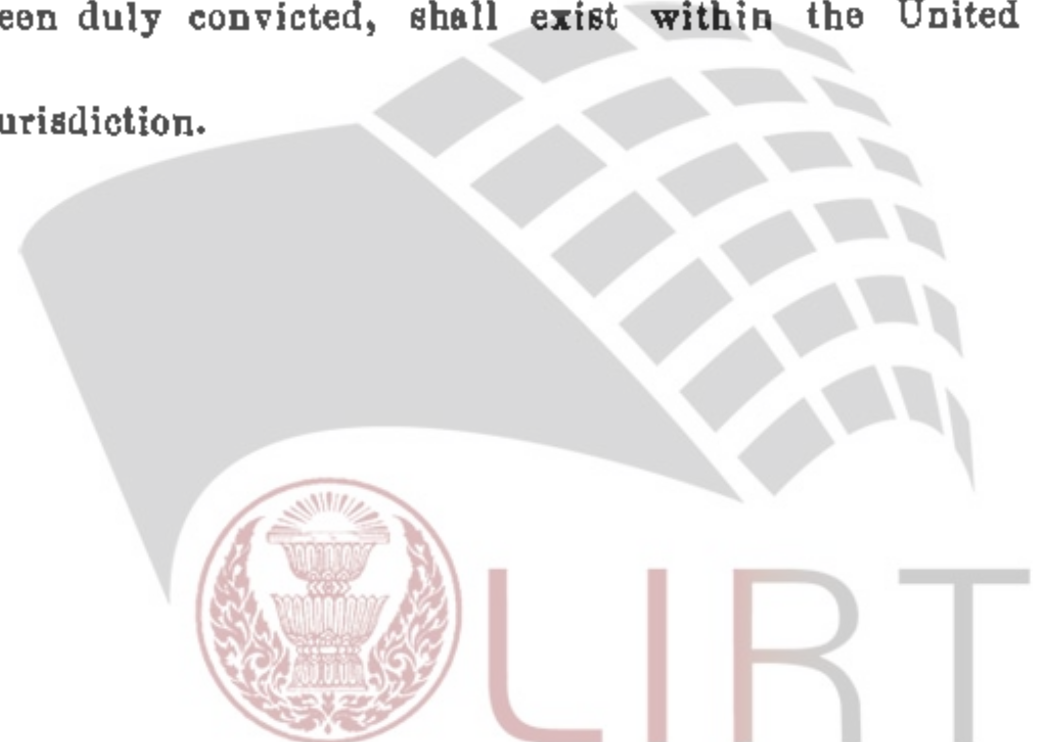 een duly convicted, shall exist within the United
urisdiction.
LIRT